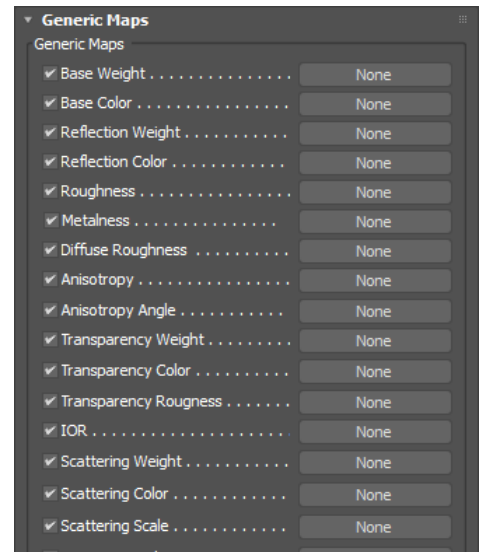 Generic Maps
Generic Maps
Base Weight . . . . . . . . . . . . . . . None
Base Color . . . . . . . . . . . . . . . . None
Reflection Weight . . . . . . . . . . . None
Reflection Color . . . . . . . . . . . . None
Roughness . . . . . . . . . . . . . . . . None
Metalness . . . . . . . . . . . . . . . None
Diffuse Roughness . . . . . . . . . . None
Anisotropy . . . . . . . . . . . . . . . . None
Anisotropy Angle . . . . . . . . . . . None
Transparency Weight . . . . . . . . . None
Transparency Color . . . . . . . . . . None
Transparency Rougness . . . . . . . None
IOR . . . . . . . . . . . . . . . . . . . . . None
Scattering Weight . . . . . . . . . . . None
Scattering Color . . . . . . . . . . . . None
Scattering Scale . . . . . . . . . . . . None